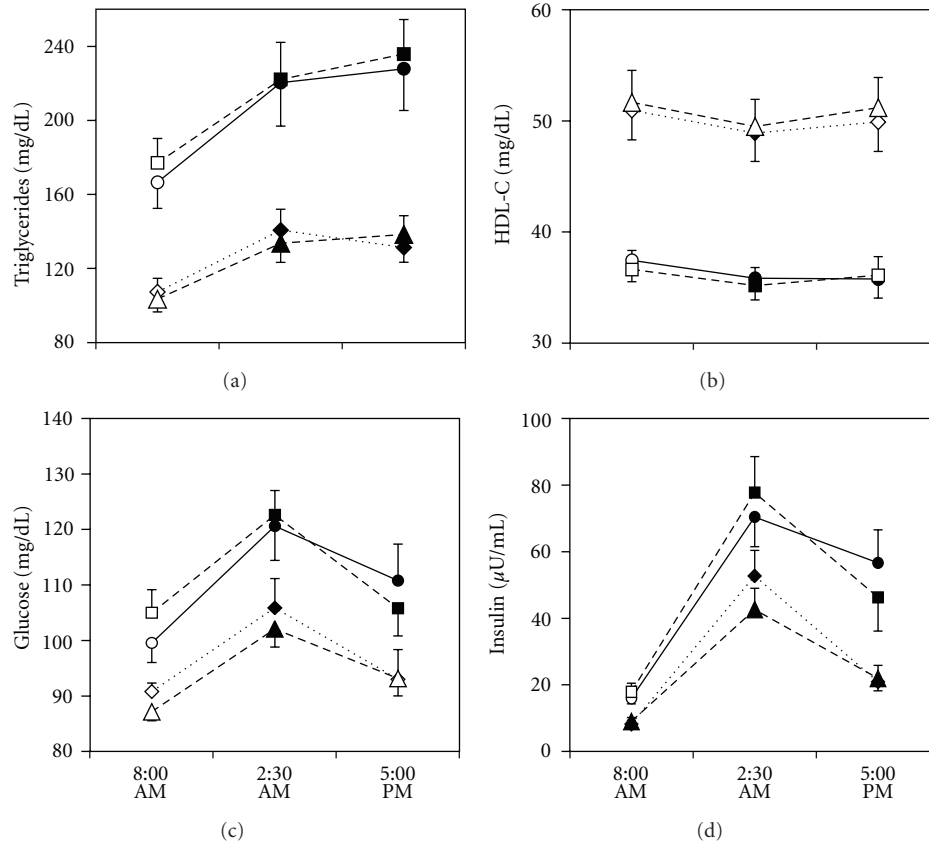 Triglycerides (mg/dL)
240
200
160
120
80
(a)
HDL-C (mg/dL)
60
50
40
30
(b)
Glucose (mg/dL)
140
130
120
110
100
90
80
8:00 2:30 5:00
AM AM PM
(c)
Insulin (μU/mL)
100
80
60
40
20
0
8:00 2:30 5:00
AM AM PM
(d)